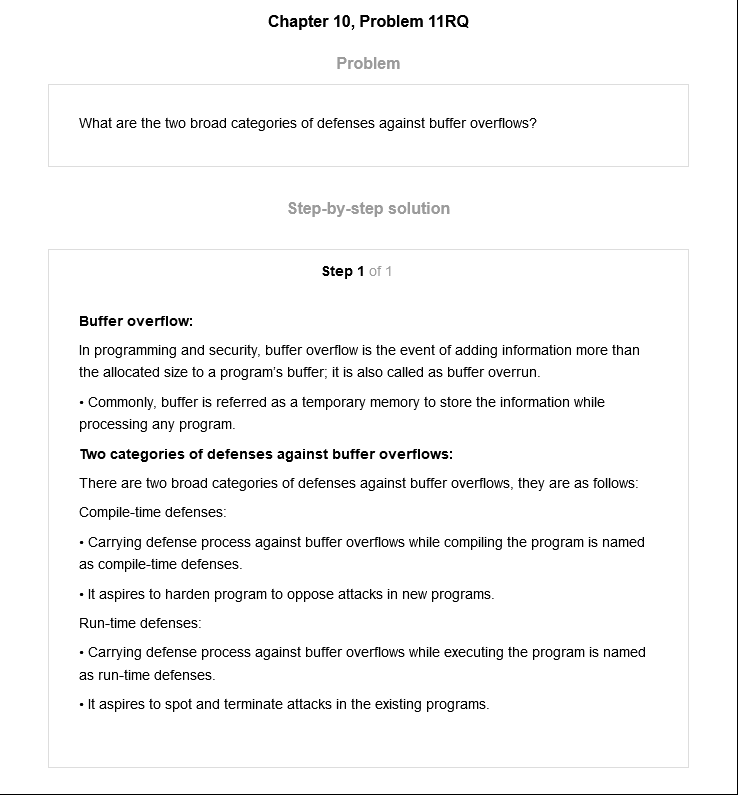 Chapter 10, Problem 11RQ
Problem
What are the two broad categories of defenses against buffer overflows?
Step-by-step solution
Step 1 of 1
Buffer overflow:
In programming and security, buffer overflow is the event of adding information more than
the allocated size to a program's buffer; it is also called as buffer overrun.
• Commonly, buffer is referred as a temporary memory to store the information while
processing any program.
Two categories of defenses against buffer overflows:
There are two broad categories of defenses against buffer overflows, they are as follows:
Compile-time defenses:
• Carrying defense process against buffer overflows while compiling the program is named
as compile-time defenses.
• It aspires to harden program to oppose attacks in new programs.
Run-time defenses:
• Carrying defense process against buffer overflows while executing the program is named
as run-time defenses.
• It aspires to spot and terminate attacks in the existing programs.